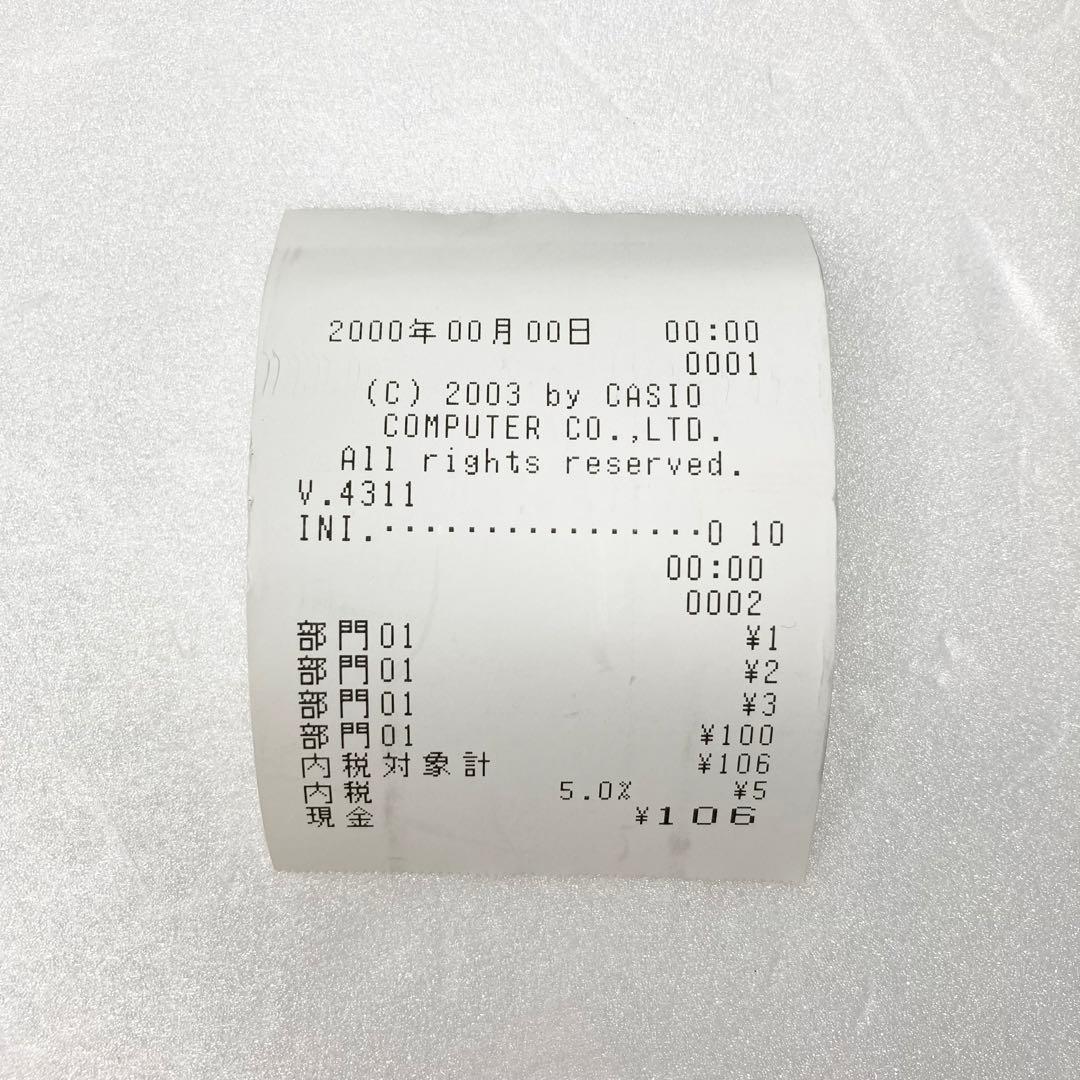 2000年00月00日 00:00
0001
(C) 2003 by CASIO
COMPUTER CO.,LTD.
All rights reserved.
V.4311
INI.················0 10
00:00
0002
部門01 ¥1
部門01 ¥2
部門01 ¥3
部門01 ¥100
内税対象計 ¥106
内税 5.0% ¥5
現金 ¥106